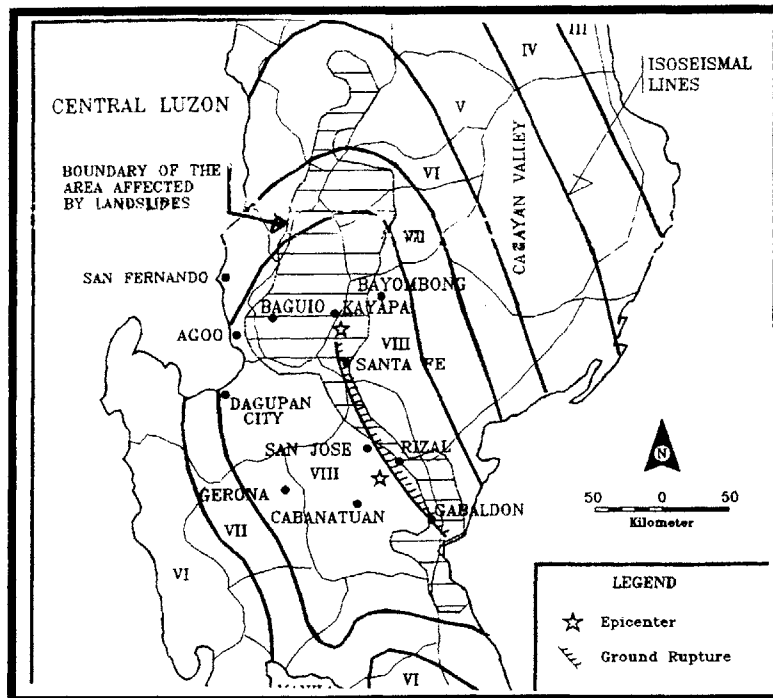 III
IV
ISOSEISMAL
LINES
CENTRAL LUZON
V
BOUNDARY OF THE
AREA AFFECTED
BY LANDSLIDES
VI
CAGAYAN VALLEY
VII
SAN FERNANDO
BAYOMBONG
BAGUIO
KAYAPA
AGOO
VIII
SANTA FE
DAGUPAN
CITY
SAN JOSE
RIZAL
VIII
GERONA
CABANATUAN
GABALDON
VII
VI
VI
N
50 0 50
Kilometer
LEGEND
Epicenter
Ground Rupture